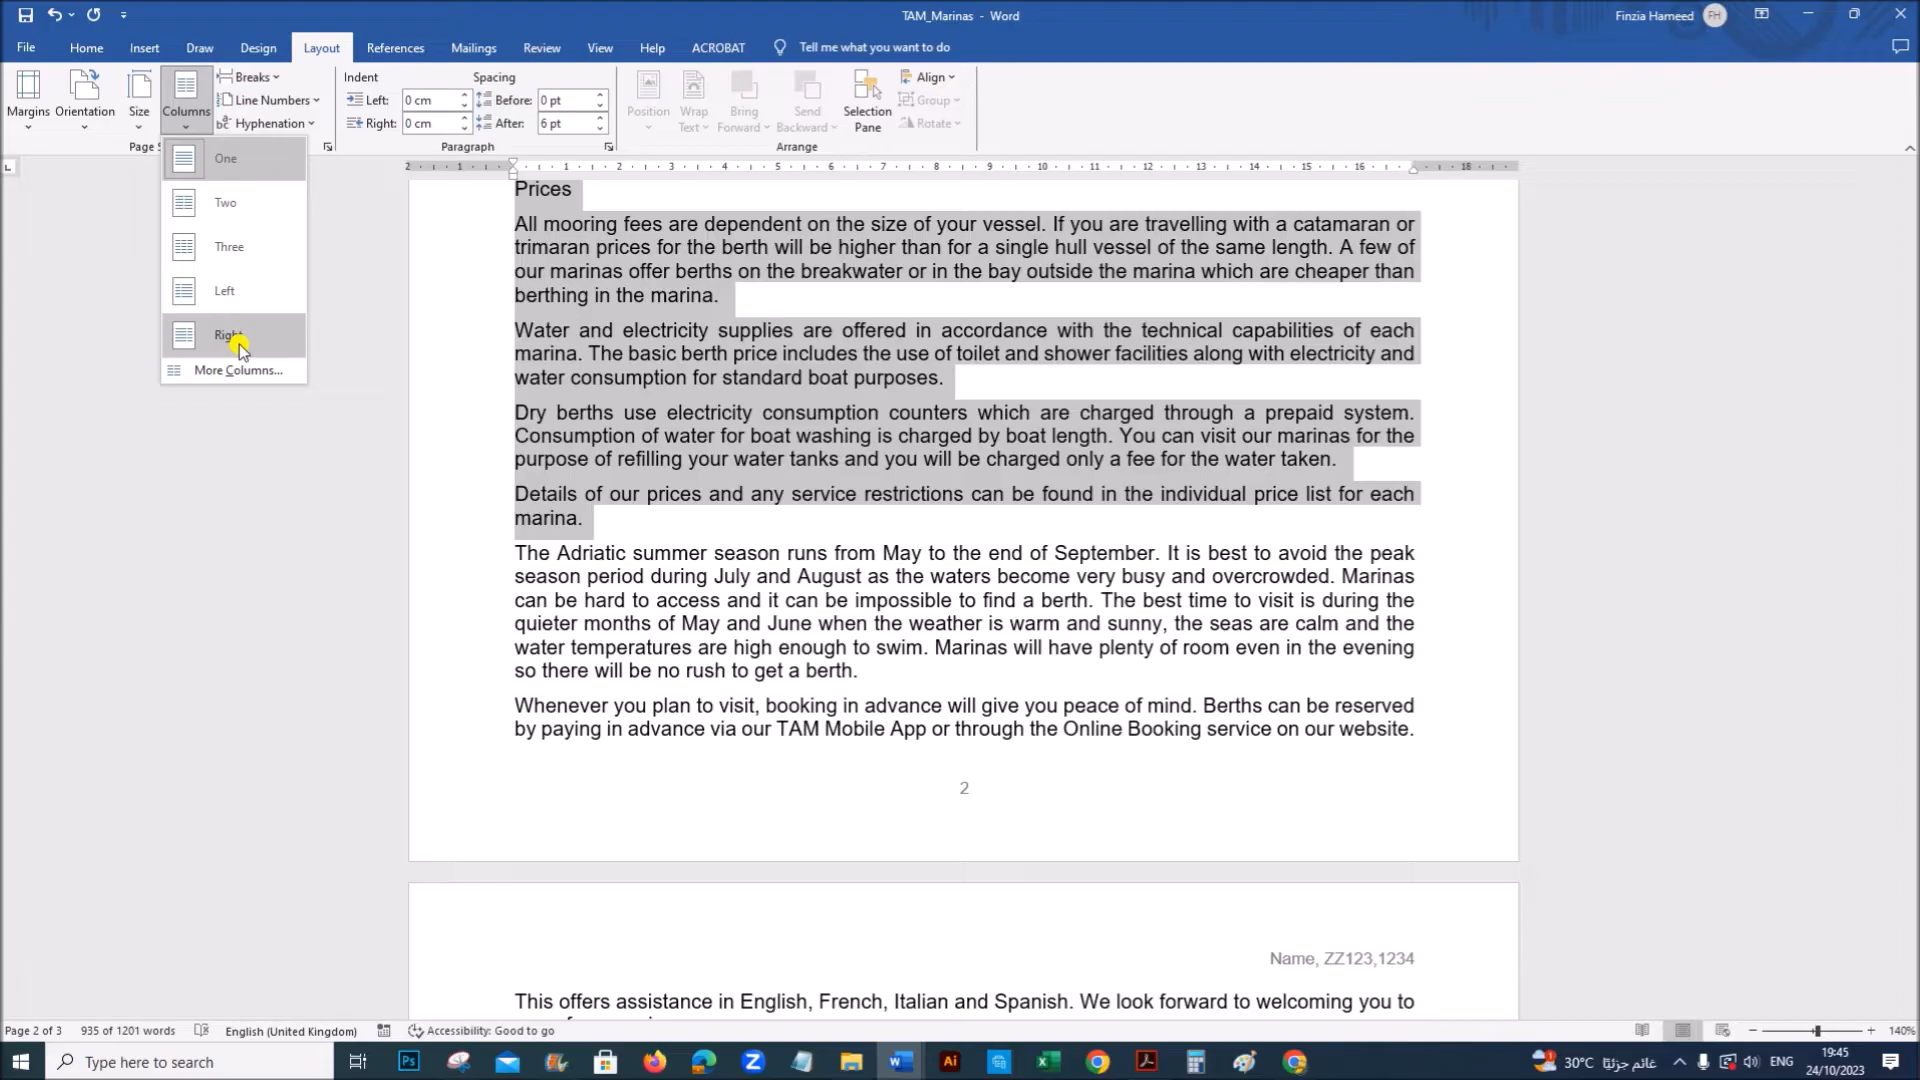 TAM_Marinas - Word
Finzia Hameed FH
File Home Insert Draw Design Layout References Mailings Review View Help ACROBAT Tell me what you want to do
Margins
Orientation
Size
Columns
Breaks
Line Numbers
Hyphenation
Indent
Left: 0 cm
Right: 0 cm
Spacing
Before: 0 pt
After: 6 pt
Position
Wrap Text
Bring Forward
Send Backward
Selection Pane
Align
Group
Rotate
Page S
Paragraph
Arrange
One
Two
Three
Left
Right
More Columns...
2 1 1 2 3 4 5 6 7 8 9 10 11 12 13 14 15 16 18
Prices
All mooring fees are dependent on the size of your vessel. If you are travelling with a catamaran or
trimaran prices for the berth will be higher than for a single hull vessel of the same length. A few of
our marinas offer berths on the breakwater or in the bay outside the marina which are cheaper than
berthing in the marina.
Water and electricity supplies are offered in accordance with the technical capabilities of each
marina. The basic berth price includes the use of toilet and shower facilities along with electricity and
water consumption for standard boat purposes.
Dry berths use electricity consumption counters which are charged through a prepaid system.
Consumption of water for boat washing is charged by boat length. You can visit our marinas for the
purpose of refilling your water tanks and you will be charged only a fee for the water taken.
Details of our prices and any service restrictions can be found in the individual price list for each
marina.
The Adriatic summer season runs from May to the end of September. It is best to avoid the peak
season period during July and August as the waters become very busy and overcrowded. Marinas
can be hard to access and it can be impossible to find a berth. The best time to visit is during the
quieter months of May and June when the weather is warm and sunny, the seas are calm and the
water temperatures are high enough to swim. Marinas will have plenty of room even in the evening
so there will be no rush to get a berth.
Whenever you plan to visit, booking in advance will give you peace of mind. Berths can be reserved
by paying in advance via our TAM Mobile App or through the Online Booking service on our website.
2
Name, ZZ123,1234
This offers assistance in English, French, Italian and Spanish. We look forward to welcoming you to
Page 2 of 3 935 of 1201 words English (United Kingdom) Accessibility: Good to go 140%
Type here to search
30°C غائم جزئيًا ENG
19:45
24/10/2023